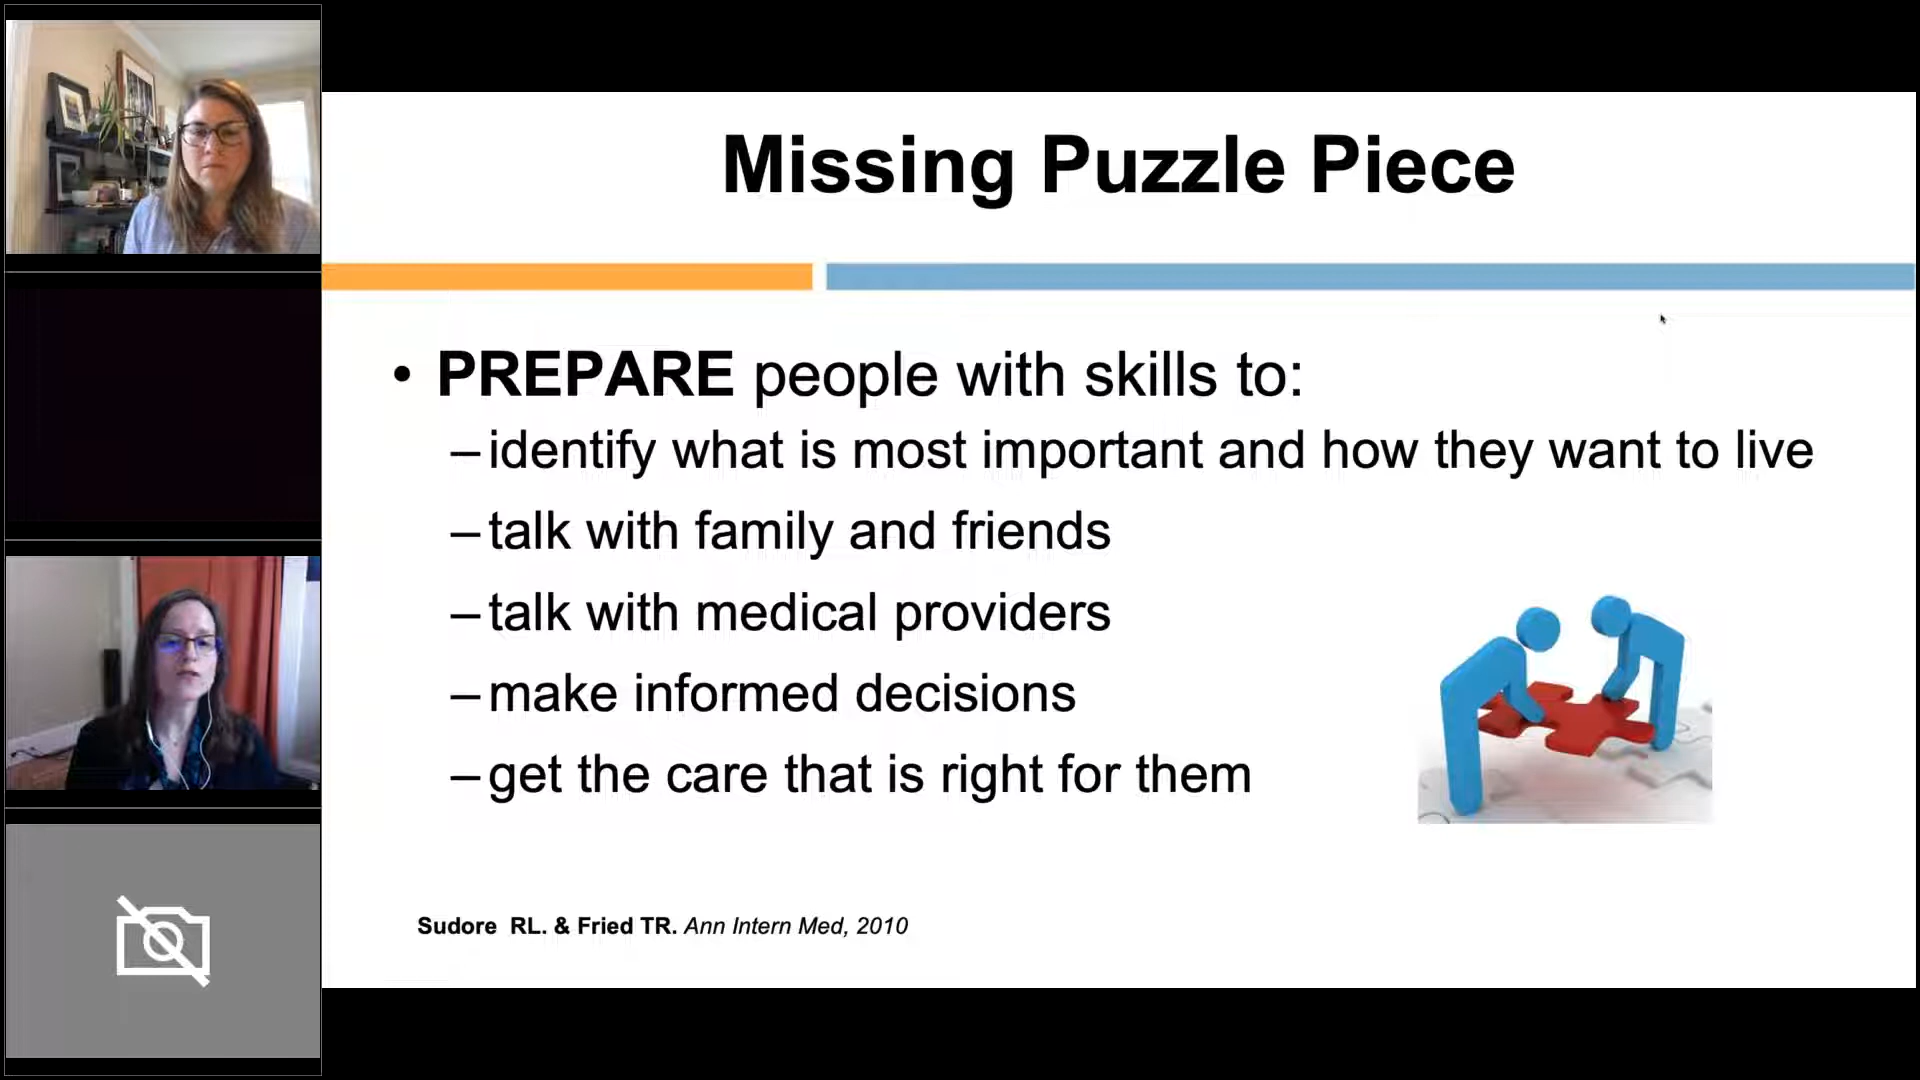 Missing Puzzle Piece
• PREPARE people with skills to:
–identify what is most important and how they want to live
–talk with family and friends
–talk with medical providers
–make informed decisions
–get the care that is right for them
Sudore  RL. & Fried TR. Ann Intern Med, 2010